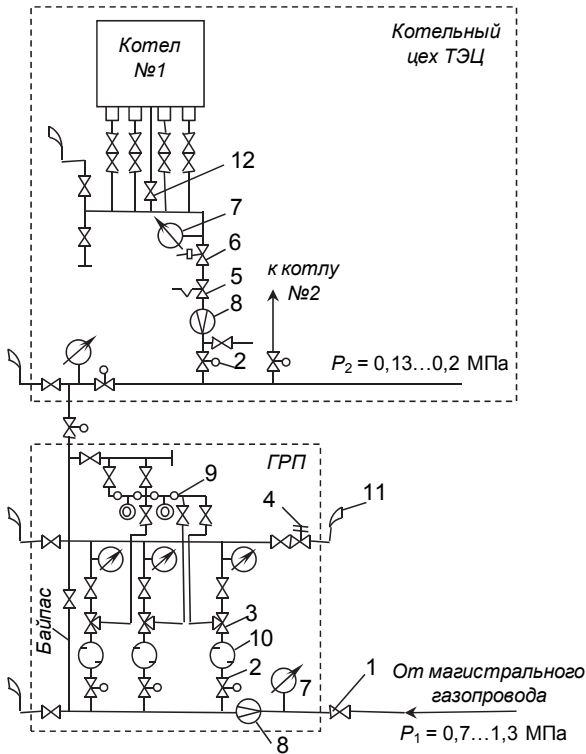 Котел
№1
Котельный
цех ТЭЦ
12
7
6
к котлу
№2
5
8
2
P₂ = 0,13…0,2 МПа
ГРП
9
4
11
3
Байпас
10
2
7
1
От магистрального
газопровода
8
P₁ = 0,7…1,3 МПа